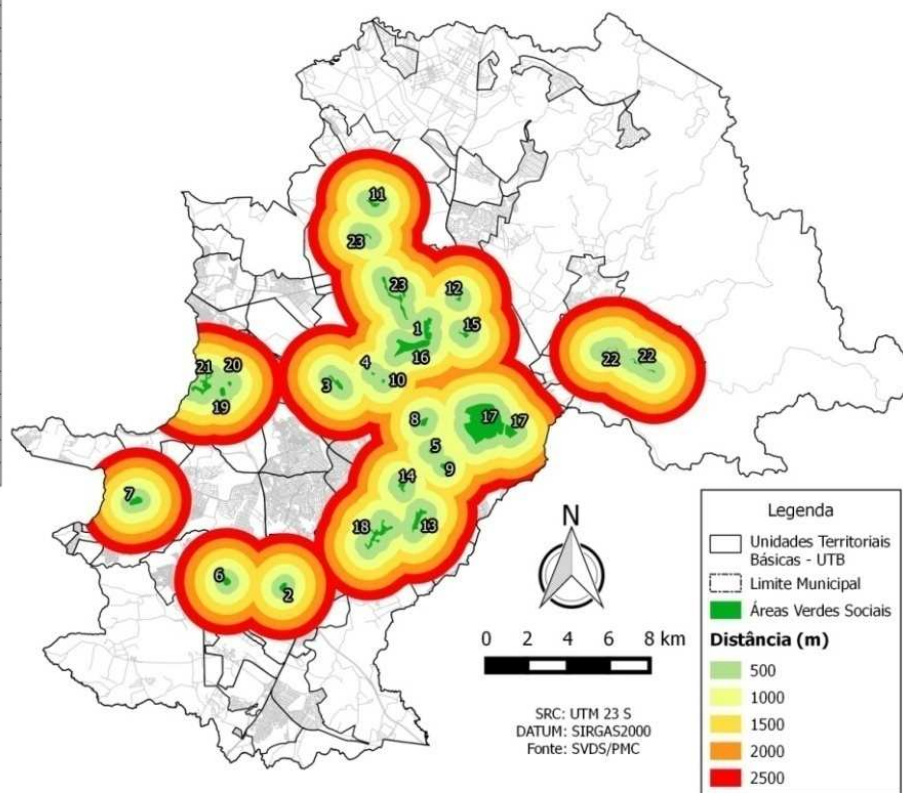 11
23
23
12
1
15
16
4
3
10
21
20
19
22
22
8
17
17
5
9
14
7
18
13
6
2
N
0 2 4 6 8 km
SRC: UTM 23 S
DATUM: SIRGAS2000
Fonte: SVDS/PMC
Legenda
Unidades Territoriais
Básicas - UTB
Limite Municipal
Áreas Verdes Sociais
Distância (m)
500
1000
1500
2000
2500